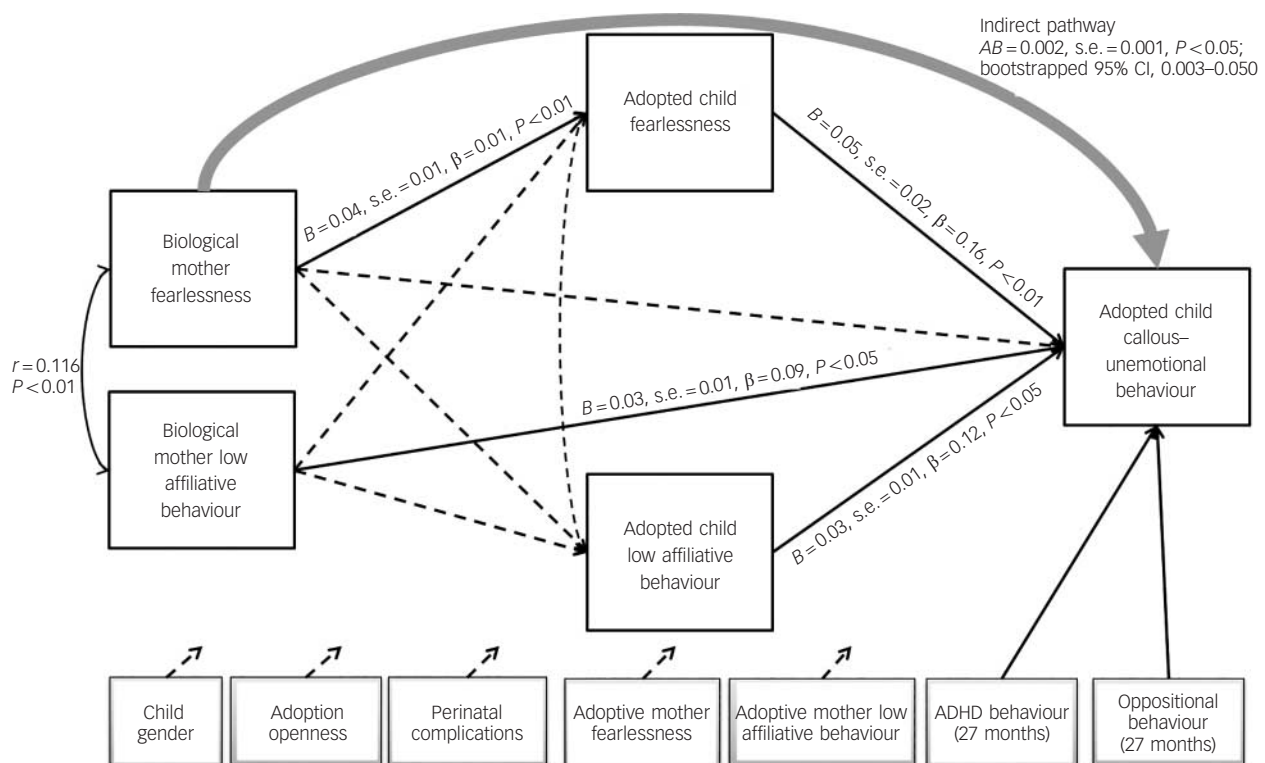 Indirect pathway
AB = 0.002, s.e. = 0.001, P < 0.05;
bootstrapped 95% CI, 0.003–0.050
Adopted child
fearlessness
B = 0.04, s.e. = 0.01, β = 0.01, P < 0.01
B = 0.05, s.e. = 0.02, β = 0.16, P < 0.01
Biological
mother
fearlessness
Adopted child
callous–
unemotional
behaviour
r = 0.116
P < 0.01
B = 0.03, s.e. = 0.01, β = 0.09, P < 0.05
Biological
mother low
affiliative
behaviour
B = 0.03, s.e. = 0.01, β = 0.12, P < 0.05
Adopted child
low affiliative
behaviour
Child
gender
Adoption
openness
Perinatal
complications
Adoptive mother
fearlessness
Adoptive mother low
affiliative behaviour
ADHD behaviour
(27 months)
Oppositional
behaviour
(27 months)